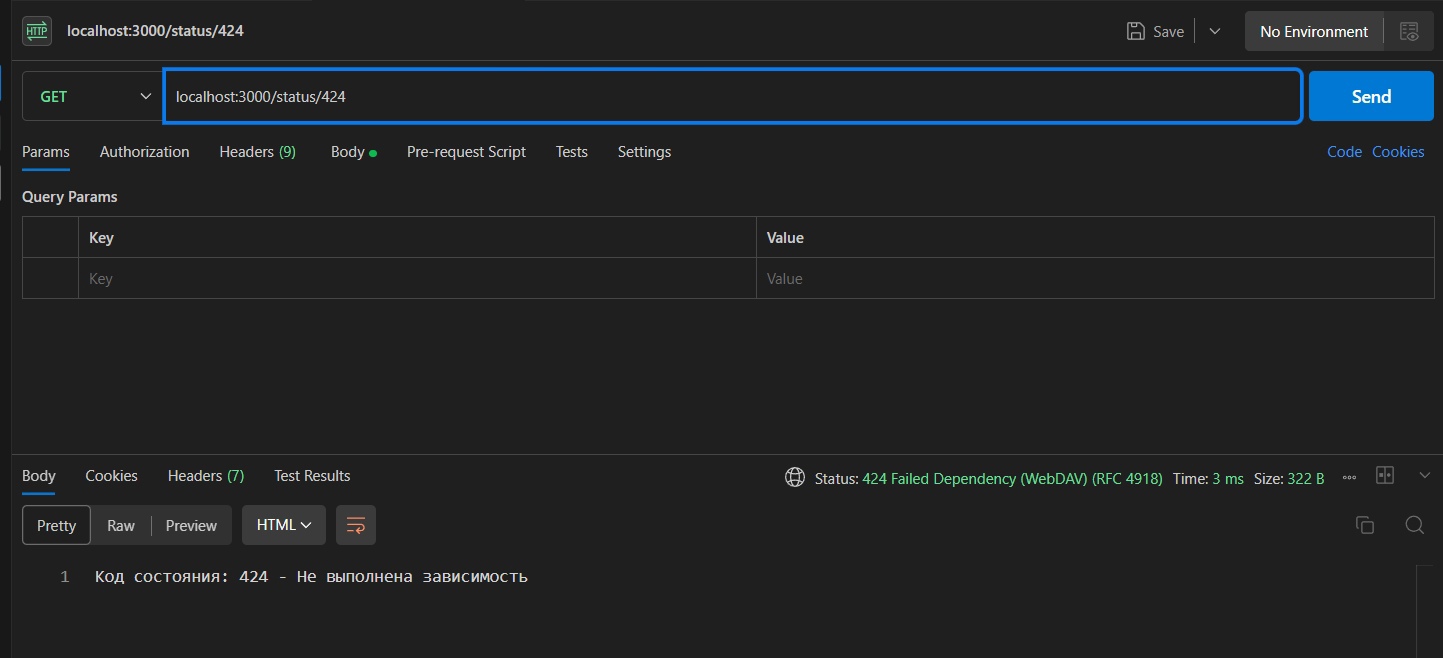 HTTP localhost:3000/status/424 Save No Environment
GET localhost:3000/status/424 Send
Params Authorization Headers (9) Body Pre-request Script Tests Settings Code Cookies
Query Params
Key Value
Key Value
Body Cookies Headers (7) Test Results Status: 424 Failed Dependency (WebDAV) (RFC 4918) Time: 3 ms Size: 322 B
Pretty Raw Preview HTML
1 Код состояния: 424 - Не выполнена зависимость